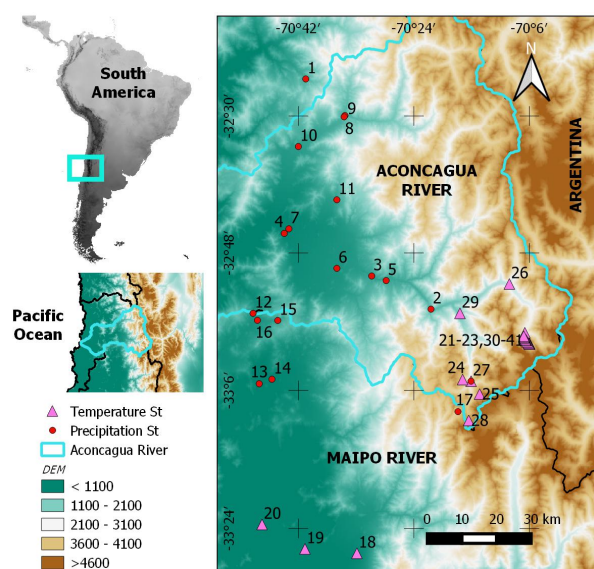 South
America
Pacific
Ocean
Temperature St
Precipitation St
Aconcagua River
DEM
< 1100
1100 - 2100
2100 - 3100
3600 - 4100
>4600
-70°42'
-70°24'
-70°6'
N
1
-32°30'
9
8
10
ACONCAGUA
RIVER
ARGENTINA
11
4 7
-32°48'
6
3 5
26
2
29
12
15
16
21-23,30-41
13 14
24 27
25
-33°6'
17
28
MAIPO RIVER
-33°24'
20
19
18
0 10 20 30 km